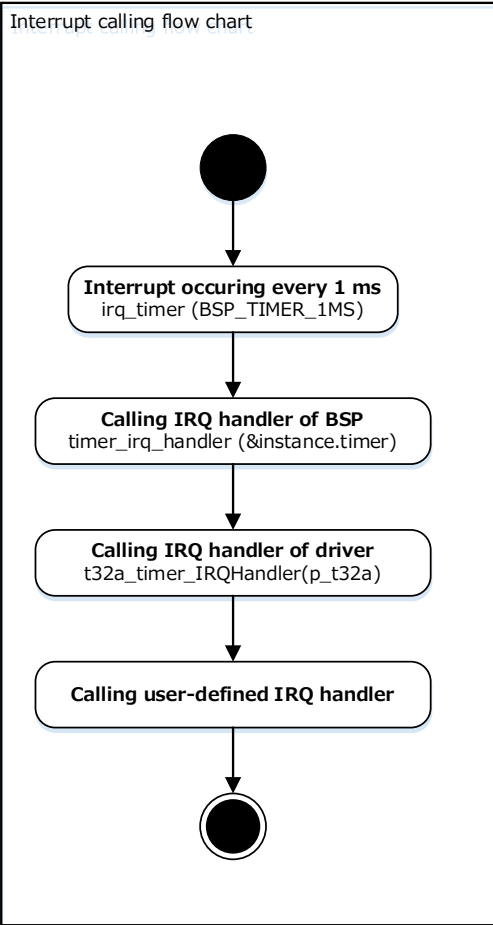 Interrupt calling flow chart
Interrupt occuring every 1 ms
irq_timer (BSP_TIMER_1MS)
Calling IRQ handler of BSP
timer_irq_handler (&instance.timer)
Calling IRQ handler of driver
t32a_timer_IRQHandler(p_t32a)
Calling user-defined IRQ handler